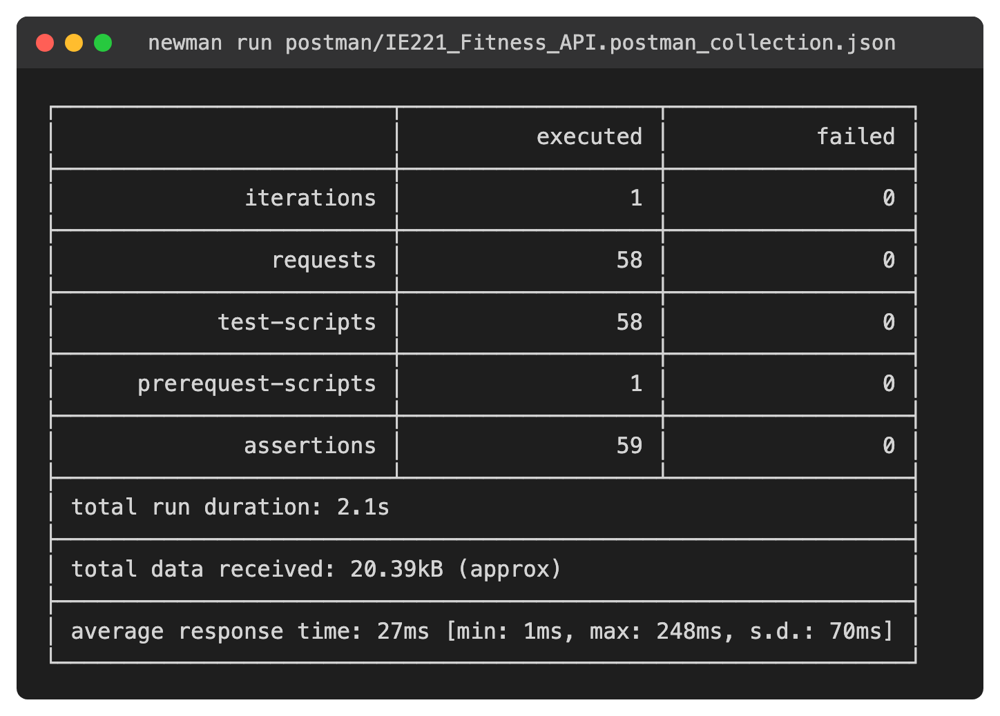 newman run postman/IE221_Fitness_API.postman_collection.json
executed failed
iterations 1 0
requests 58 0
test-scripts 58 0
prerequest-scripts 1 0
assertions 59 0
total run duration: 2.1s
total data received: 20.39kB (approx)
average response time: 27ms [min: 1ms, max: 248ms, s.d.: 70ms]